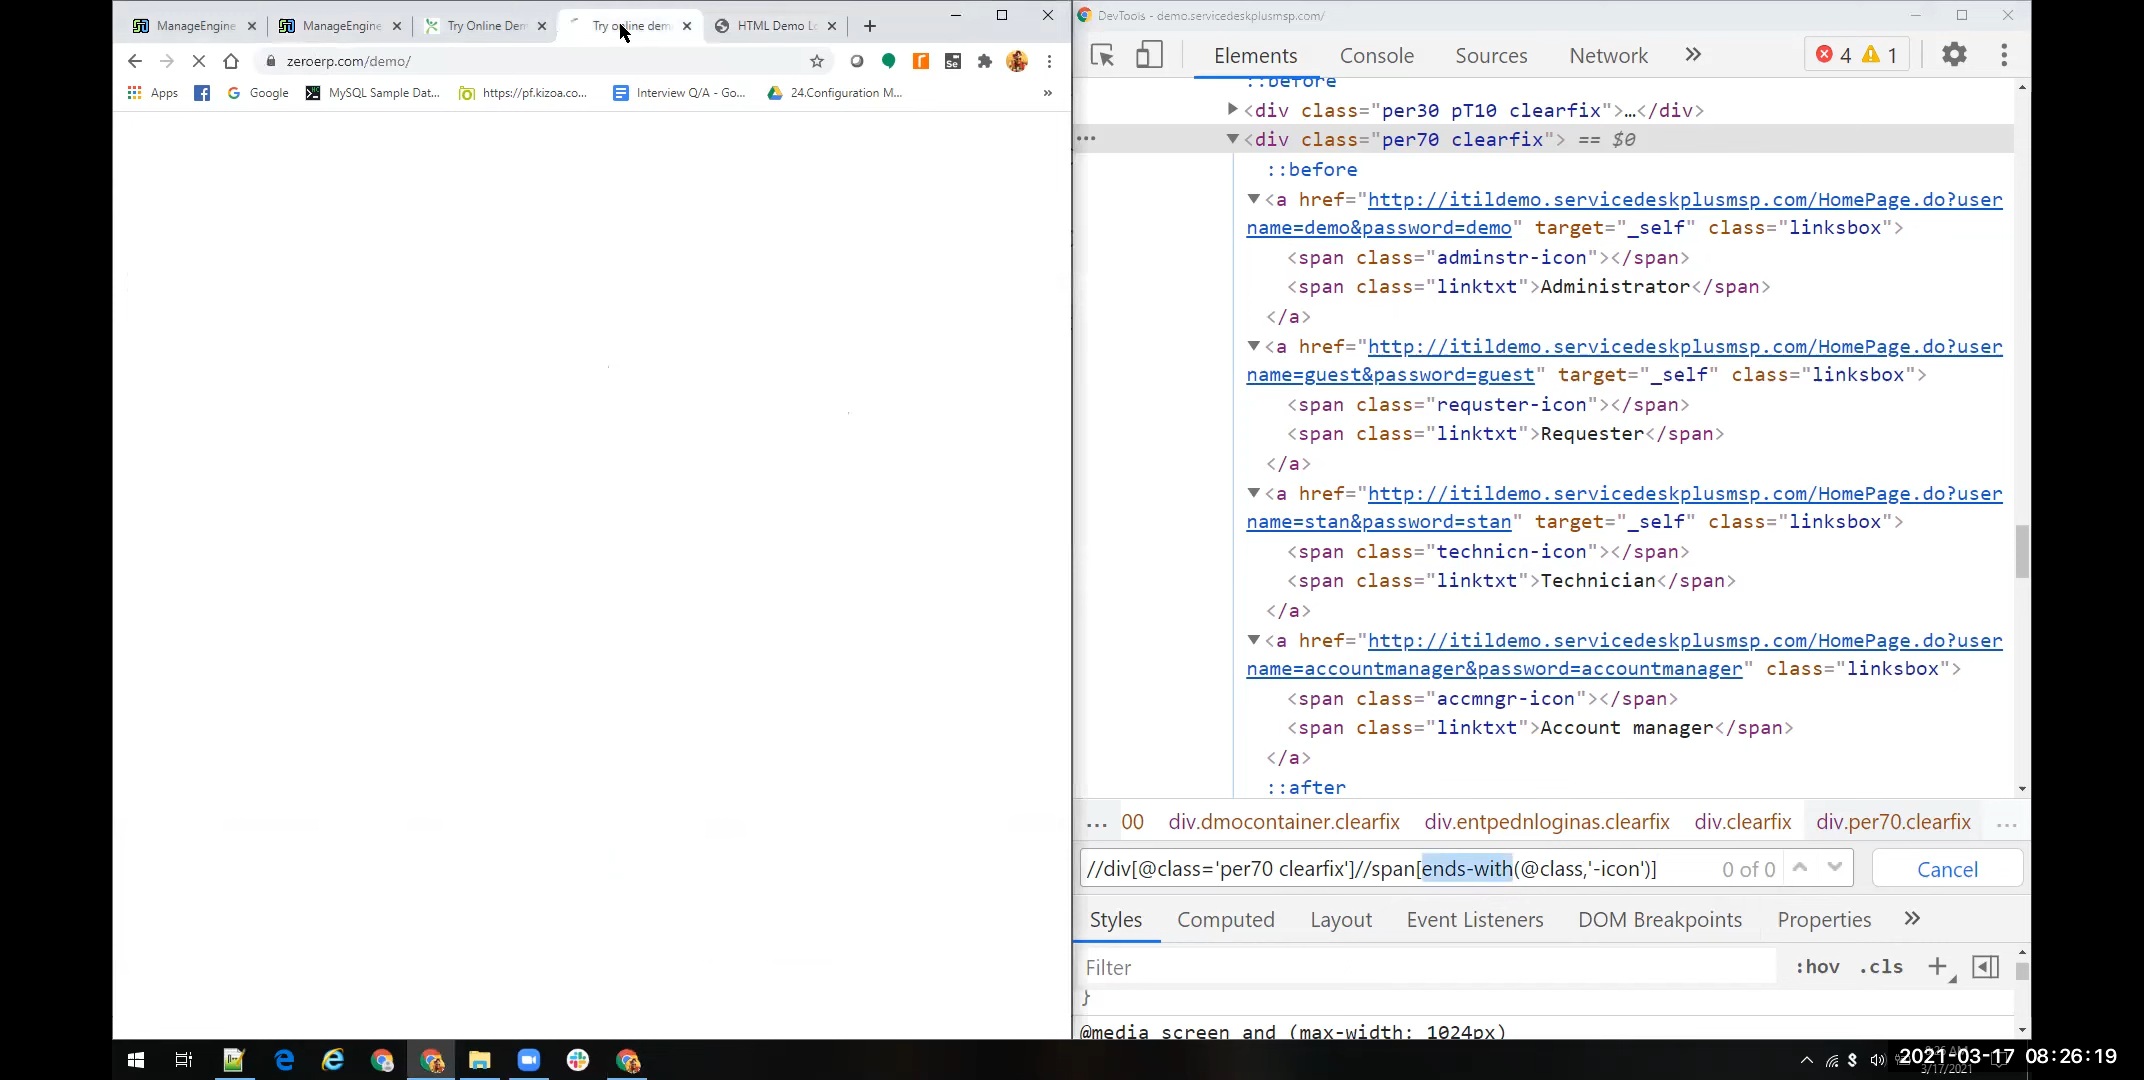 ManageEngine
ManageEngine
Try Online Dem
Try online dem
HTML Demo Lo
DevTools - demo.servicedeskplusmsp.com/
zeroerp.com/demo/
Elements
Console
Sources
Network
4
1
Apps
Google
MySQL Sample Dat...
https://pf.kizoa.co...
Interview Q/A - Go...
24.Configuration M...
::before
<div class="per30 pT10 clearfix">…</div>
<div class="per70 clearfix"> == $0
::before
<a href="http://itildemo.servicedeskplusmsp.com/HomePage.do?user
name=demo&password=demo" target="_self" class="linksbox">
<span class="adminstr-icon"></span>
<span class="linktxt">Administrator</span>
</a>
<a href="http://itildemo.servicedeskplusmsp.com/HomePage.do?user
name=guest&password=guest" target="_self" class="linksbox">
<span class="requster-icon"></span>
<span class="linktxt">Requester</span>
</a>
<a href="http://itildemo.servicedeskplusmsp.com/HomePage.do?user
name=stan&password=stan" target="_self" class="linksbox">
<span class="technicn-icon"></span>
<span class="linktxt">Technician</span>
</a>
<a href="http://itildemo.servicedeskplusmsp.com/HomePage.do?user
name=accountmanager&password=accountmanager" class="linksbox">
<span class="accmngr-icon"></span>
<span class="linktxt">Account manager</span>
</a>
::after
... 00 div.dmocontainer.clearfix div.entpednloginas.clearfix div.clearfix div.per70.clearfix ...
//div[@class='per70 clearfix']//span[ends-with(@class,'-icon')] 0 of 0 Cancel
Styles Computed Layout Event Listeners DOM Breakpoints Properties
Filter :hov .cls
}
@media screen and (max-width: 1024px)
2021-03-17 08:26:19
3/17/2021